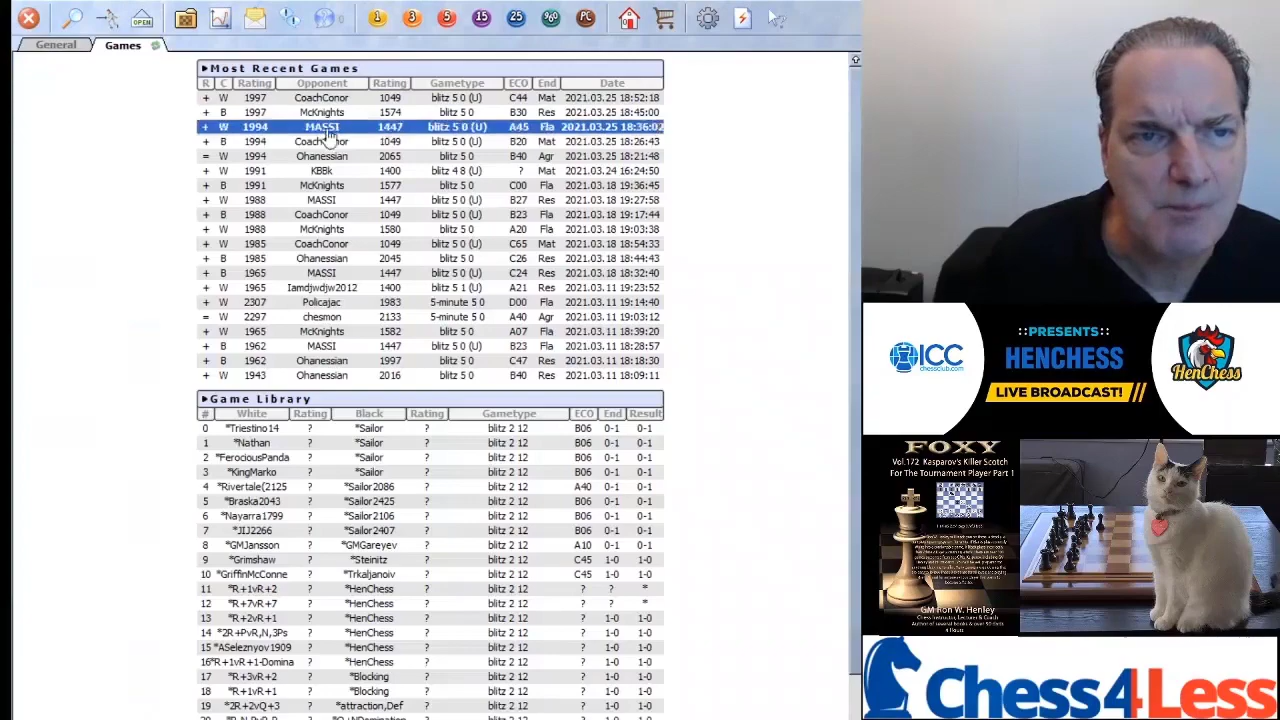 OPEN 0 1 3 5 15 25 960 PC
General Games
Most Recent Games
R C Rating Opponent Rating Gametype ECO End Date
+ W 1997 CoachConor 1049 blitz 5 0 (U) C44 Mat 2021.03.25 18:52:18
+ B 1997 McKnights 1574 blitz 5 0 (U) B30 Res 2021.03.25 18:45:00
+ W 1994 MASSI 1447 blitz 5 0 (U) A45 Fla 2021.03.25 18:36:02
+ B 1994 CoachConor 1049 blitz 5 0 (U) B20 Mat 2021.03.25 18:26:43
= W 1994 Ohanessian 2065 blitz 5 0 B40 Agr 2021.03.25 18:21:48
+ W 1991 KBBk 1400 blitz 4 8 (U) ? Mat 2021.03.24 16:24:50
+ B 1991 McKnights 1577 blitz 5 0 C00 Fla 2021.03.18 19:36:45
+ W 1988 MASSI 1447 blitz 5 0 (U) B27 Res 2021.03.18 19:27:58
+ B 1988 CoachConor 1049 blitz 5 0 (U) B23 Fla 2021.03.18 19:17:44
+ W 1988 McKnights 1580 blitz 5 0 A20 Fla 2021.03.18 19:03:38
+ W 1985 CoachConor 1049 blitz 5 0 (U) C65 Mat 2021.03.18 18:54:33
+ B 1985 Ohanessian 2045 blitz 5 0 C26 Res 2021.03.18 18:44:43
+ B 1965 MASSI 1447 blitz 5 0 (U) C24 Res 2021.03.18 18:32:40
+ W 1965 Iamdjwdjw2012 1400 blitz 5 1 (U) A21 Res 2021.03.11 19:23:52
+ W 2307 Policajac 1983 5-minute 5 0 D00 Fla 2021.03.11 19:14:40
= W 2297 chesmon 2133 5-minute 5 0 A40 Agr 2021.03.11 19:03:12
+ W 1965 McKnights 1582 blitz 5 0 A07 Fla 2021.03.11 18:39:20
+ B 1962 MASSI 1447 blitz 5 0 (U) B23 Fla 2021.03.11 18:28:57
+ B 1962 Ohanessian 1997 blitz 5 0 C47 Res 2021.03.11 18:18:30
+ W 1943 Ohanessian 2016 blitz 5 0 B40 Res 2021.03.11 18:09:11
Game Library
# White Rating Black Rating Gametype ECO End Result
0 *Triestino14 ? *Sailor ? blitz 2 12 B06 0-1 0-1
1 *Nathan ? *Sailor ? blitz 2 12 B06 0-1 0-1
2 *FerociousPanda ? *Sailor ? blitz 2 12 B06 0-1 0-1
3 *KingMarko ? *Sailor ? blitz 2 12 B06 0-1 0-1
4 *Rivertale(2125 ? *Sailor2086 ? blitz 2 12 A40 0-1 0-1
5 *Braska2043 ? *Sailor2425 ? blitz 2 12 B06 0-1 0-1
6 *Nayarra1799 ? *Sailor2106 ? blitz 2 12 B06 0-1 0-1
7 *JIJ2266 ? *Sailor2407 ? blitz 2 12 B06 0-1 0-1
8 *GMJansson ? *GMGareyev ? blitz 2 12 A10 0-1 0-1
9 *Grimshaw ? *Steinitz ? blitz 2 12 C45 1-0 1-0
10 *GriffinMcConne ? *Trkaljanoiv ? blitz 2 12 C45 1-0 1-0
11 *R+1vR+2 ? *HenChess ? blitz 2 12 ? ? *
12 *R+7vR+7 ? *HenChess ? blitz 2 12 ? ? *
13 *R+2vR+1 ? *HenChess ? blitz 2 12 ? 1-0 1-0
14 *2R+PvR,N,3Ps ? *HenChess ? blitz 2 12 ? 1-0 1-0
15 *ASeleznyov1909 ? *HenChess ? blitz 2 12 ? 1-0 1-0
16 *R+1vR+1-Domina ? *HenChess ? blitz 2 12 ? 1-0 1-0
17 *R+3vR+2 ? *Blocking ? blitz 2 12 ? 1-0 1-0
18 *R+1vR+1 ? *Blocking ? blitz 2 12 ? 1-0 1-0
19 *R+2vQ+3 ? *attraction,Def ? blitz 2 12 ? 1-0 1-0
::PRESENTS::
HENCHESS
LIVE BROADCAST!
ICC
chessclub.com
HenChess
FOXY
Vol.172 Kasparov's Killer Scotch
For The Tournament Player Part 1
GM Ron W. Henley
Chess Instructor, Lecturer & Coach
4 Hours
Chess4Less